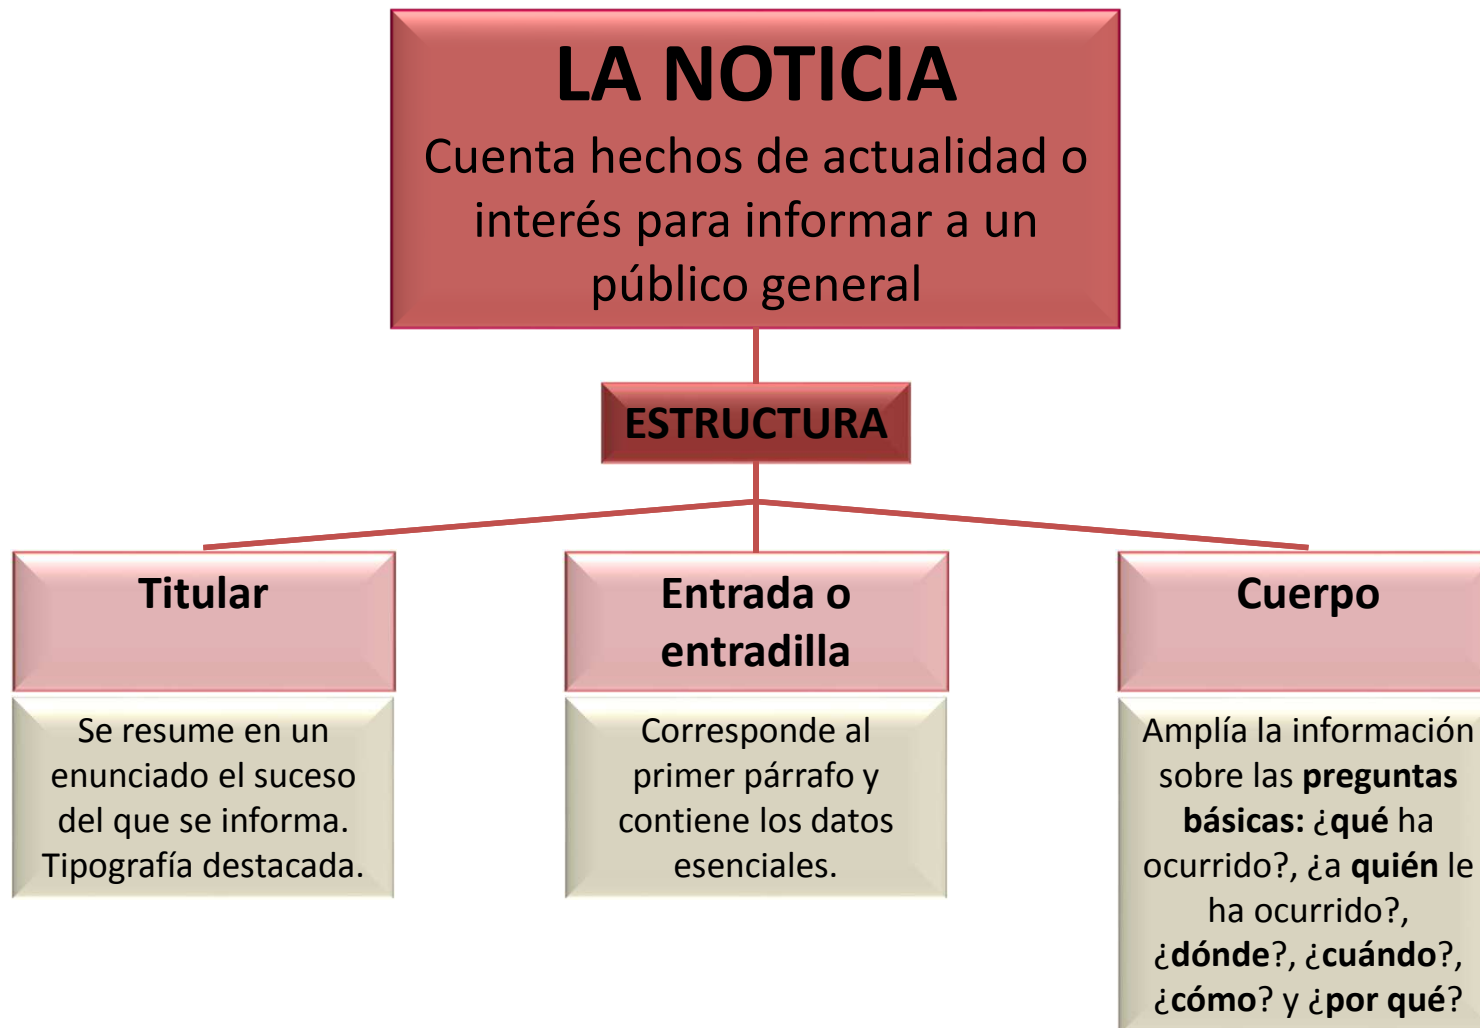 LA NOTICIA
Cuenta hechos de actualidad o
interés para informar a un
público general
ESTRUCTURA
Titular
Se resume en un
enunciado el suceso
del que se informa.
Tipografía destacada.
Entrada o
entradilla
Corresponde al
primer párrafo y
contiene los datos
esenciales.
Cuerpo
Amplía la información
sobre las preguntas
básicas: ¿qué ha
ocurrido?, ¿a quién le
ha ocurrido?,
¿dónde?, ¿cuándo?,
¿cómo? y ¿por qué?